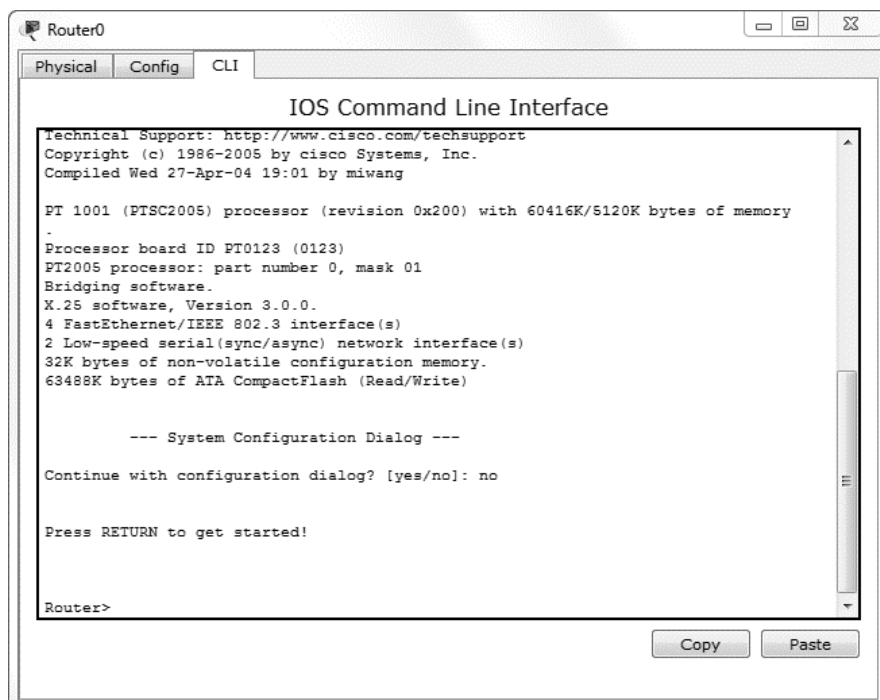 Router0
Physical Config CLI
IOS Command Line Interface
Technical Support: http://www.cisco.com/techsupport
Copyright (c) 1986-2005 by cisco Systems, Inc.
Compiled Wed 27-Apr-04 19:01 by miwang
PT 1001 (PTSC2005) processor (revision 0x200) with 60416K/5120K bytes of memory
.
Processor board ID PT0123 (0123)
PT2005 processor: part number 0, mask 01
Bridging software.
X.25 software, Version 3.0.0.
4 FastEthernet/IEEE 802.3 interface(s)
2 Low-speed serial(sync/async) network interface(s)
32K bytes of non-volatile configuration memory.
63488K bytes of ATA CompactFlash (Read/Write)
--- System Configuration Dialog ---
Continue with configuration dialog? [yes/no]: no
Press RETURN to get started!
Router>
Copy Paste